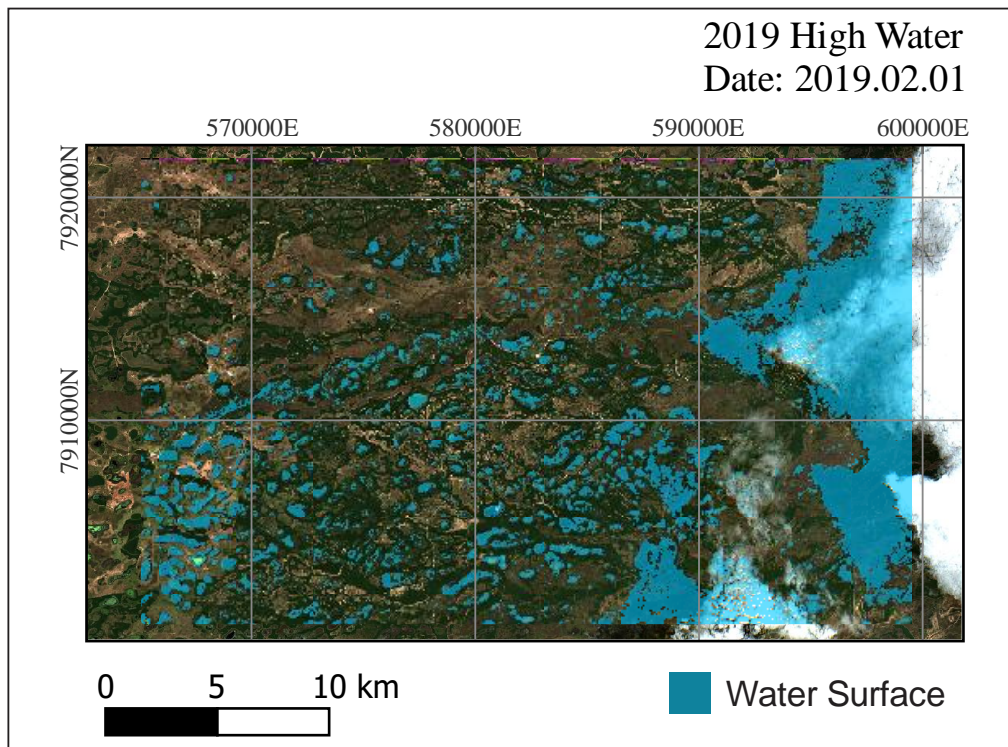 2019 High Water
Date: 2019.02.01
570000E 580000E 590000E 600000E
7920000N
7910000N
0 5 10 km
Water Surface